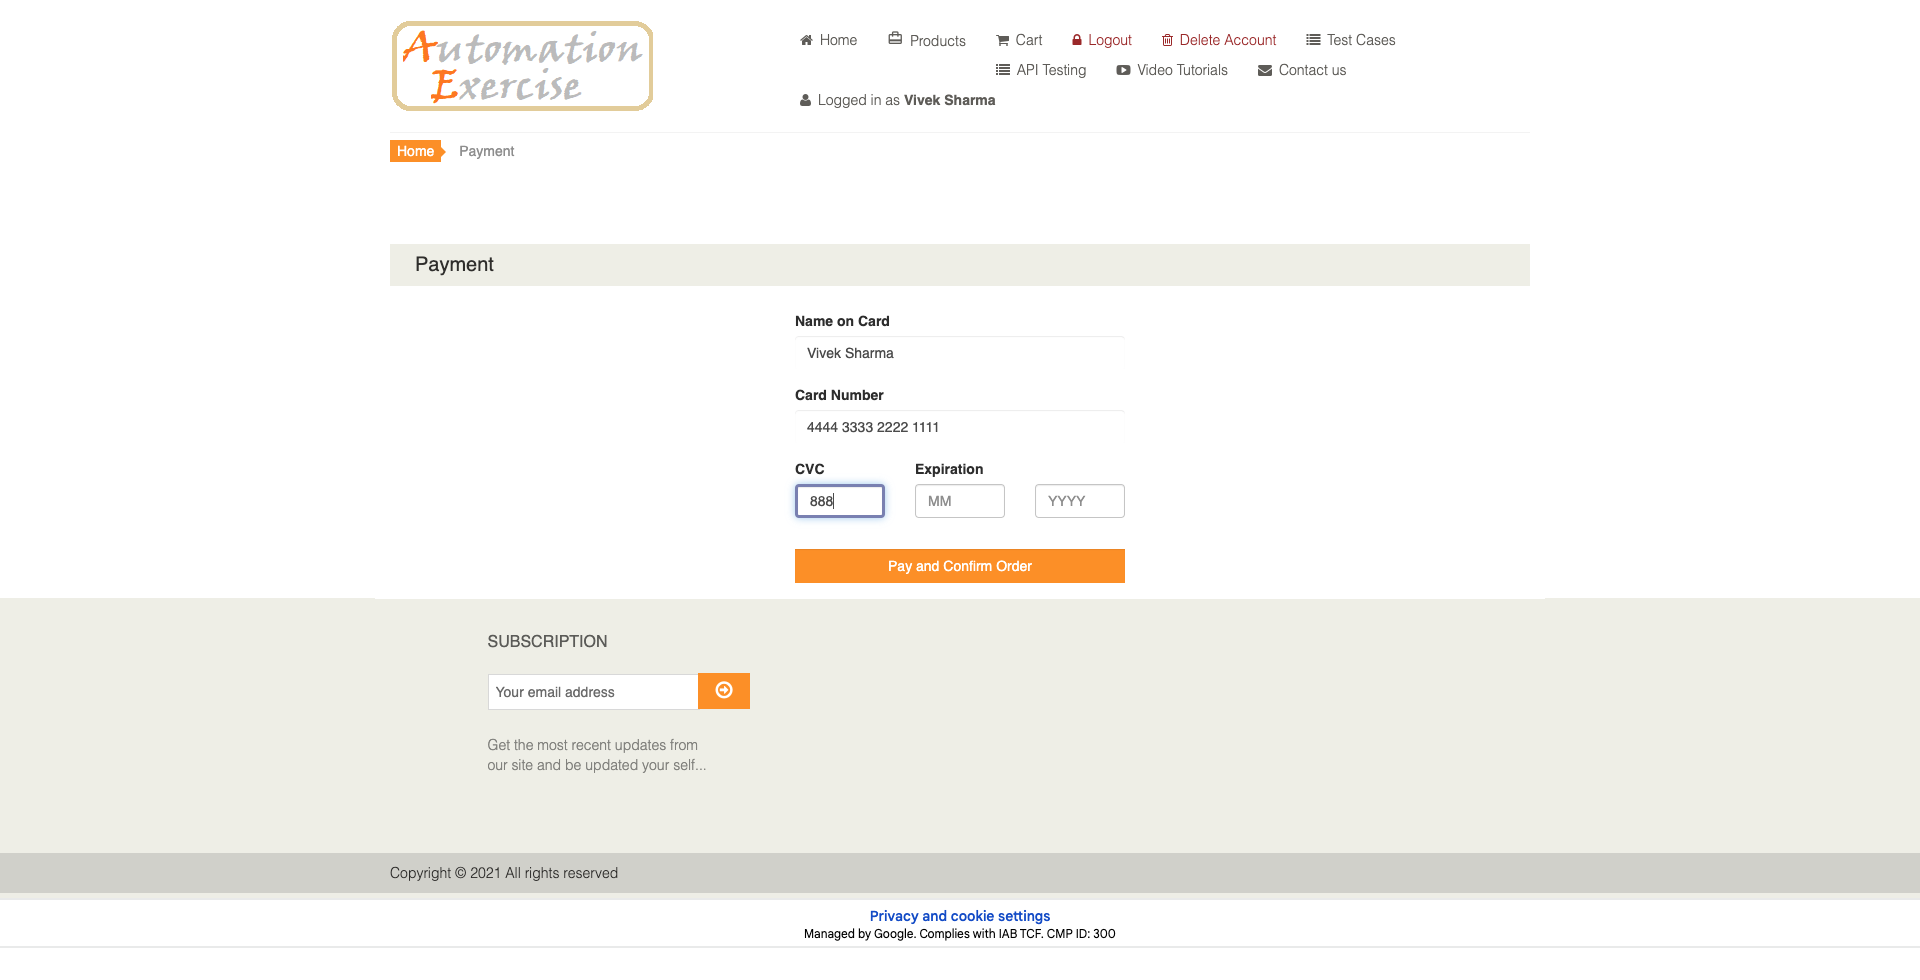 Automation
Exercise
Home
Products
Cart
Logout
Delete Account
Test Cases
API Testing
Video Tutorials
Contact us
Logged in as Vivek Sharma
Home
Payment
Payment
Name on Card
Vivek Sharma
Card Number
4444 3333 2222 1111
CVC
Expiration
888
MM
YYYY
Pay and Confirm Order
SUBSCRIPTION
Your email address
Get the most recent updates from
our site and be updated your self...
Copyright © 2021 All rights reserved
Privacy and cookie settings
Managed by Google. Complies with IAB TCF. CMP ID: 300